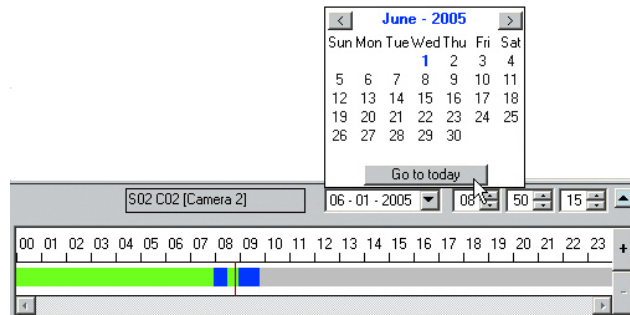 < June - 2005 >
Sun Mon Tue Wed Thu Fri Sat
1 2 3 4
5 6 7 8 9 10 11
12 13 14 15 16 17 18
19 20 21 22 23 24 25
26 27 28 29 30
Go to today
S02 C02 [Camera 2] 06 - 01 - 2005 08 50 15
00 01 02 03 04 05 06 07 08 09 10 11 12 13 14 15 16 17 18 19 20 21 22 23 +
-